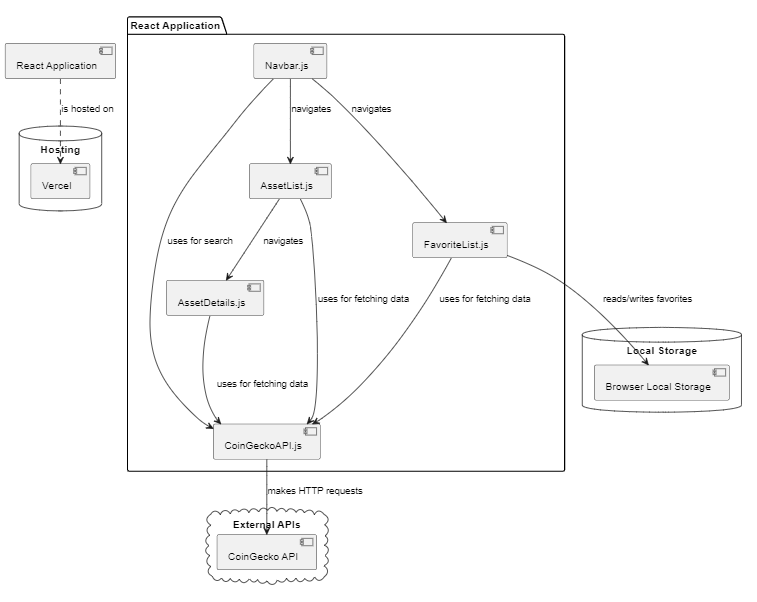 React Application
React Application
Navbar.js
is hosted on
navigates
navigates
Hosting
Vercel
AssetList.js
uses for search
navigates
FavoriteList.js
AssetDetails.js
uses for fetching data
uses for fetching data
reads/writes favorites
Local Storage
Browser Local Storage
uses for fetching data
CoinGeckoAPI.js
makes HTTP requests
External APIs
CoinGecko API